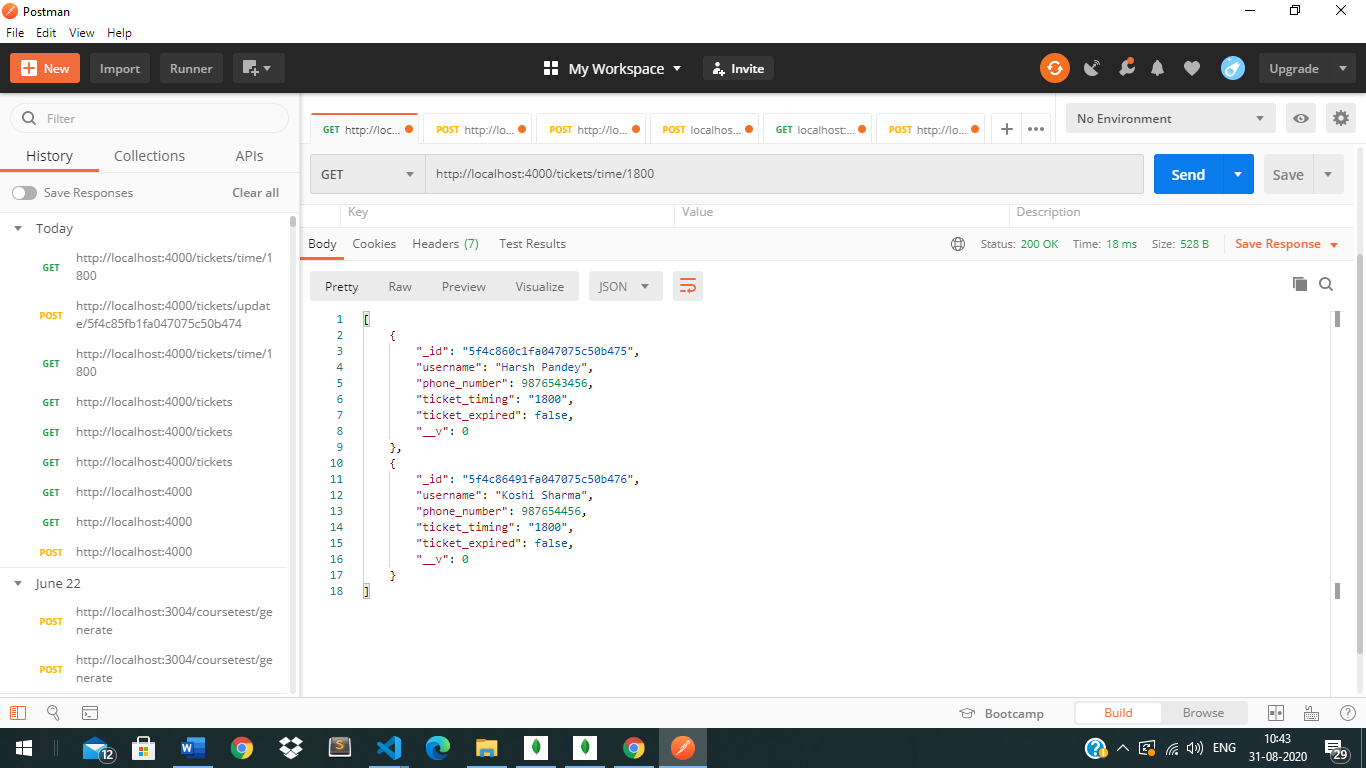 Postman
File Edit View Help
New Import Runner My Workspace Invite Upgrade
Filter
History Collections APIs
Save Responses Clear all
Today
GET http://localhost:4000/tickets/time/1
800
POST http://localhost:4000/tickets/updat
e/5f4c85fb1fa047075c50b474
GET http://localhost:4000/tickets/time/1
800
GET http://localhost:4000/tickets
GET http://localhost:4000/tickets
GET http://localhost:4000/tickets
GET http://localhost:4000
GET http://localhost:4000
POST http://localhost:4000
June 22
POST http://localhost:3004/coursetest/ge
nerate
POST http://localhost:3004/coursetest/ge
nerate
GET http://loc... POST http://lo... POST http://lo... POST localhos... GET localhost:... POST http://lo... + ••• No Environment
GET http://localhost:4000/tickets/time/1800 Send Save
Key Value Description
Body Cookies Headers (7) Test Results Status: 200 OK Time: 18 ms Size: 528 B Save Response
Pretty Raw Preview Visualize JSON
1 [
2 {
3 "_id": "5f4c860c1fa047075c50b475",
4 "username": "Harsh Pandey",
5 "phone_number": 9876543456,
6 "ticket_timing": "1800",
7 "ticket_expired": false,
8 "__v": 0
9 },
10 {
11 "_id": "5f4c86491fa047075c50b476",
12 "username": "Koshi Sharma",
13 "phone_number": 987654456,
14 "ticket_timing": "1800",
15 "ticket_expired": false,
16 "__v": 0
17 }
18 ]
Bootcamp Build Browse
12 ENG 10:43
31-08-2020 29